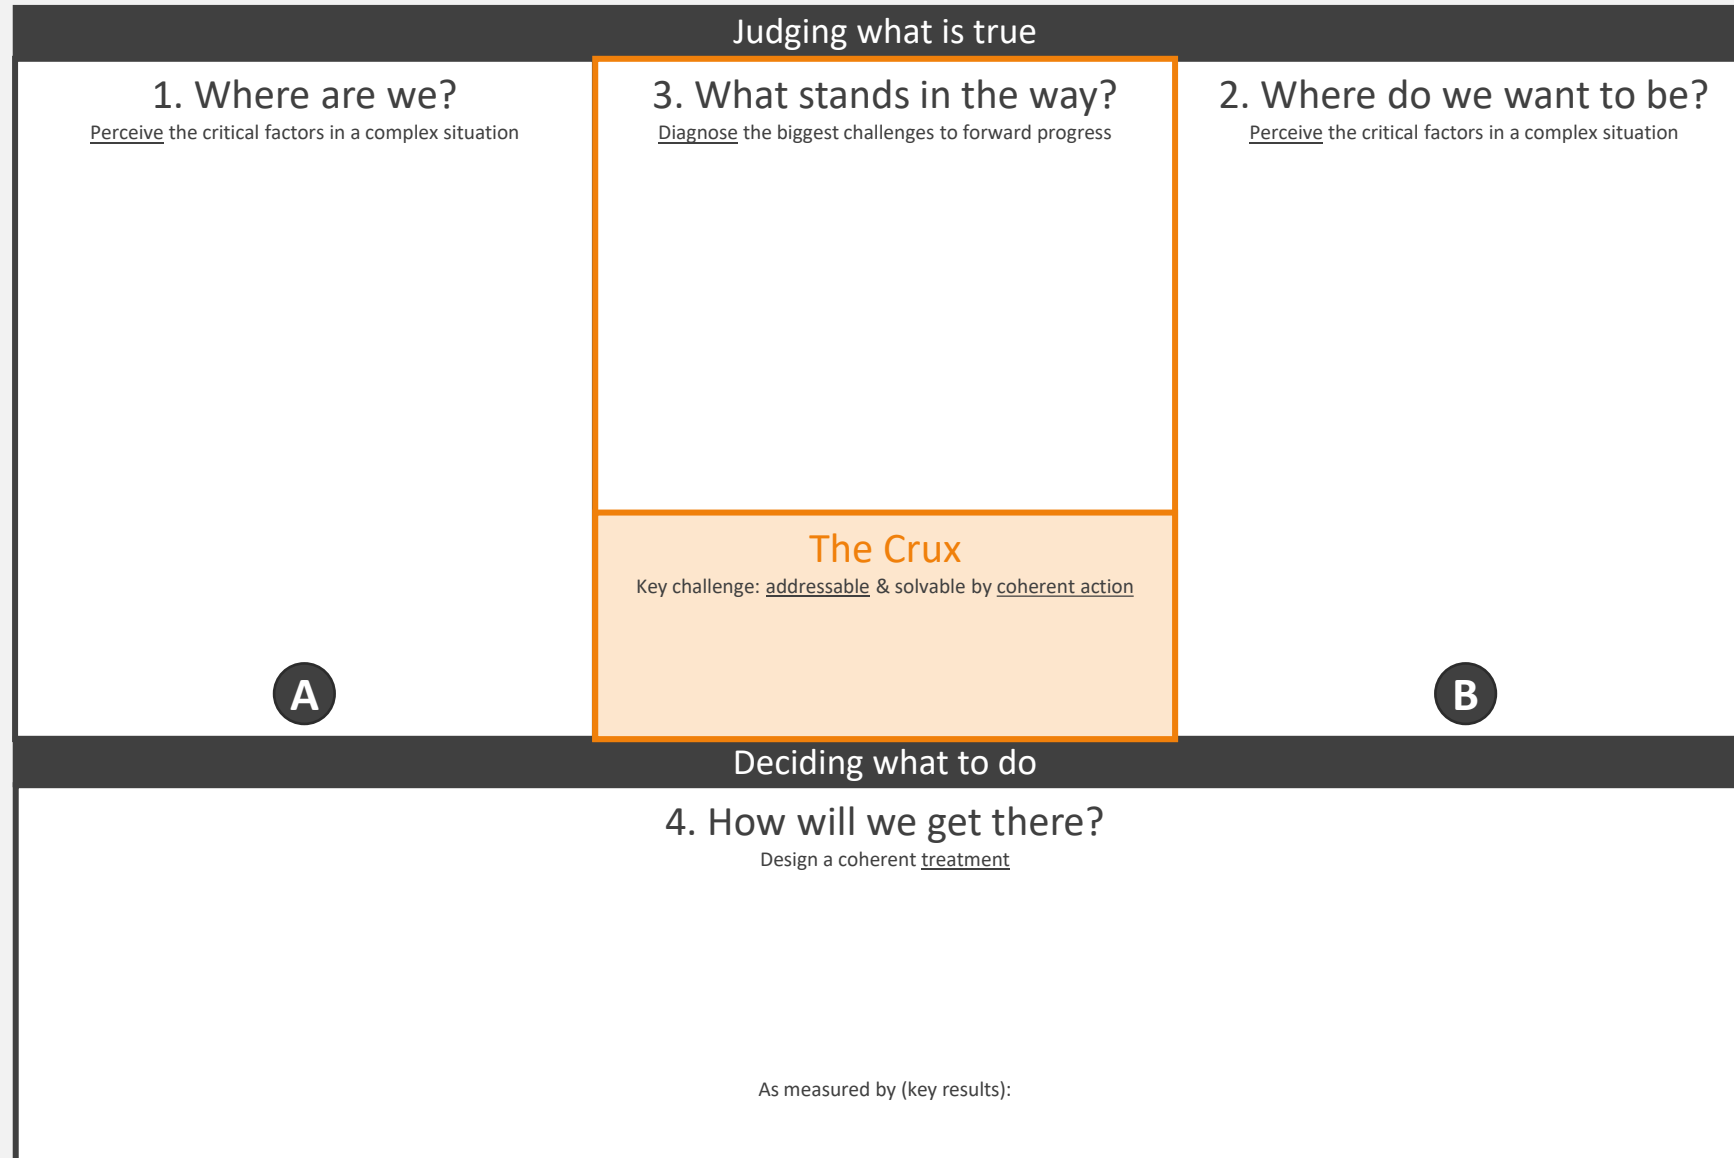 Judging what is true
1. Where are we?
Perceive the critical factors in a complex situation
A
3. What stands in the way?
Diagnose the biggest challenges to forward progress
The Crux
Key challenge: addressable & solvable by coherent action
2. Where do we want to be?
Perceive the critical factors in a complex situation
B
Deciding what to do
4. How will we get there?
Design a coherent treatment
As measured by (key results):